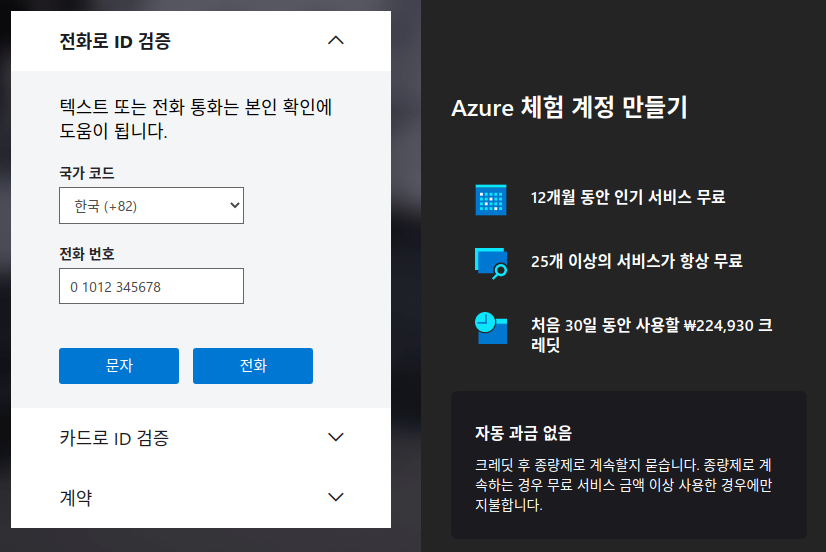 전화로 ID 검증
텍스트 또는 전화 통화는 본인 확인에
도움이 됩니다.
국가 코드
한국 (+82)
전화 번호
0 1012 345678
문자
전화
카드로 ID 검증
계약
Azure 체험 계정 만들기
12개월 동안 인기 서비스 무료
25개 이상의 서비스가 항상 무료
처음 30일 동안 사용할 ₩224,930 크
레딧
자동 과금 없음
크레딧 후 종량제로 계속할지 묻습니다. 종량제로 계
속하는 경우 무료 서비스 금액 이상 사용한 경우에만
지불합니다.